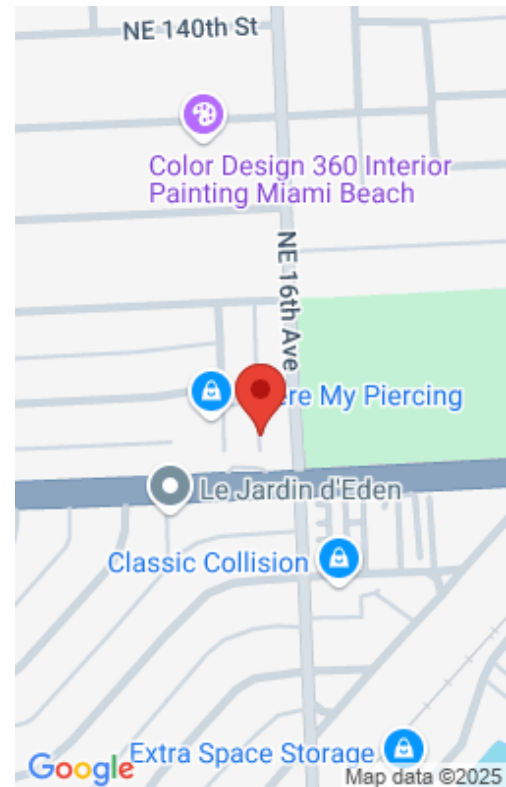 NE 140th St
Color Design 360 Interior
Painting Miami Beach
NE 16th Ave
ere My Piercing
Le Jardin d'Eden
Classic Collision
Extra Space Storage
Google
Map data ©2025